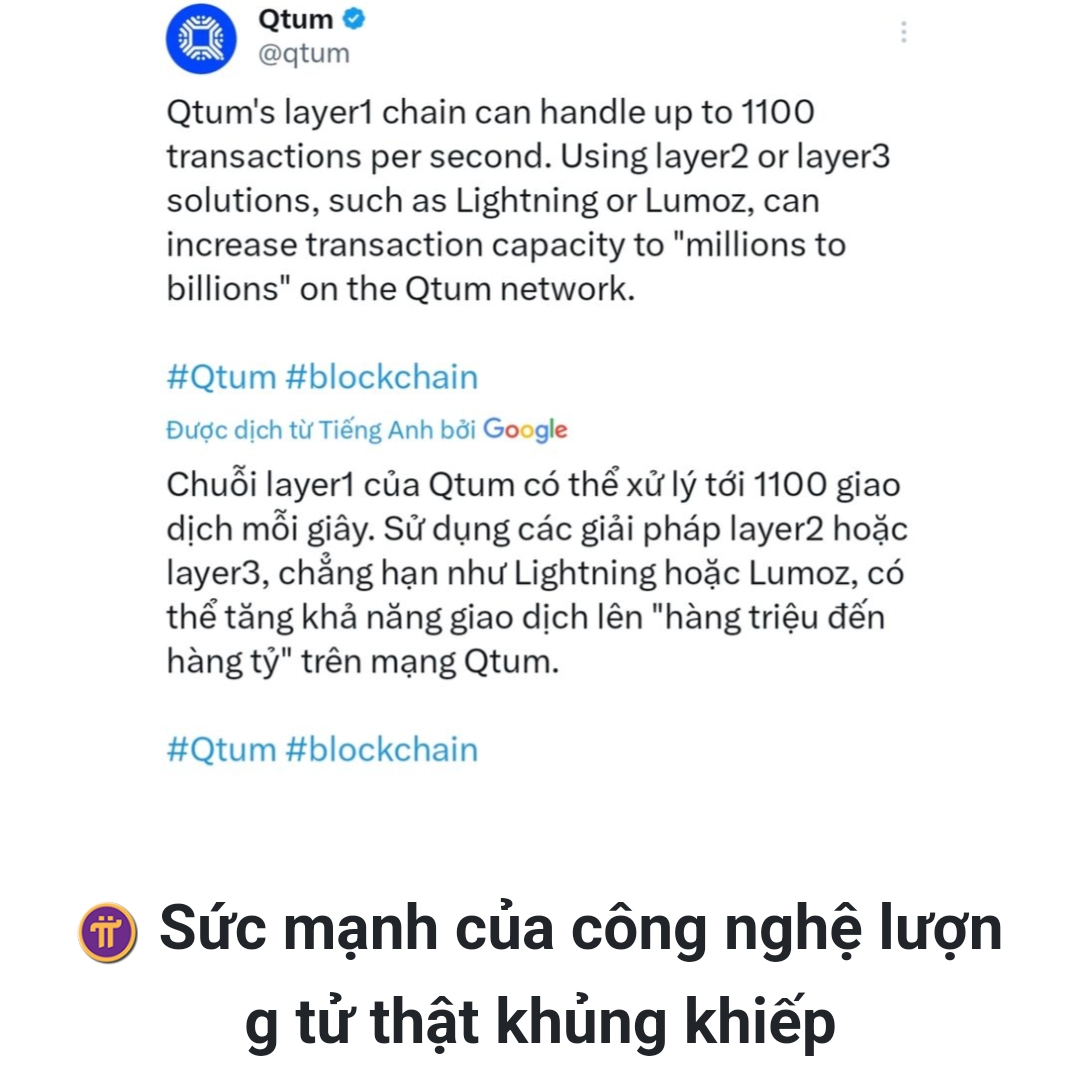 Qtum
@qtum
Qtum's layer1 chain can handle up to 1100
transactions per second. Using layer2 or layer3
solutions, such as Lightning or Lumoz, can
increase transaction capacity to "millions to
billions" on the Qtum network.
#Qtum #blockchain
Được dịch từ Tiếng Anh bởi Google
Chuỗi layer1 của Qtum có thể xử lý tới 1100 giao
dịch mỗi giây. Sử dụng các giải pháp layer2 hoặc
layer3, chẳng hạn như Lightning hoặc Lumoz, có
thể tăng khả năng giao dịch lên "hàng triệu đến
hàng tỷ" trên mạng Qtum.
#Qtum #blockchain
Sức mạnh của công nghệ lượn
g tử thật khủng khiếp